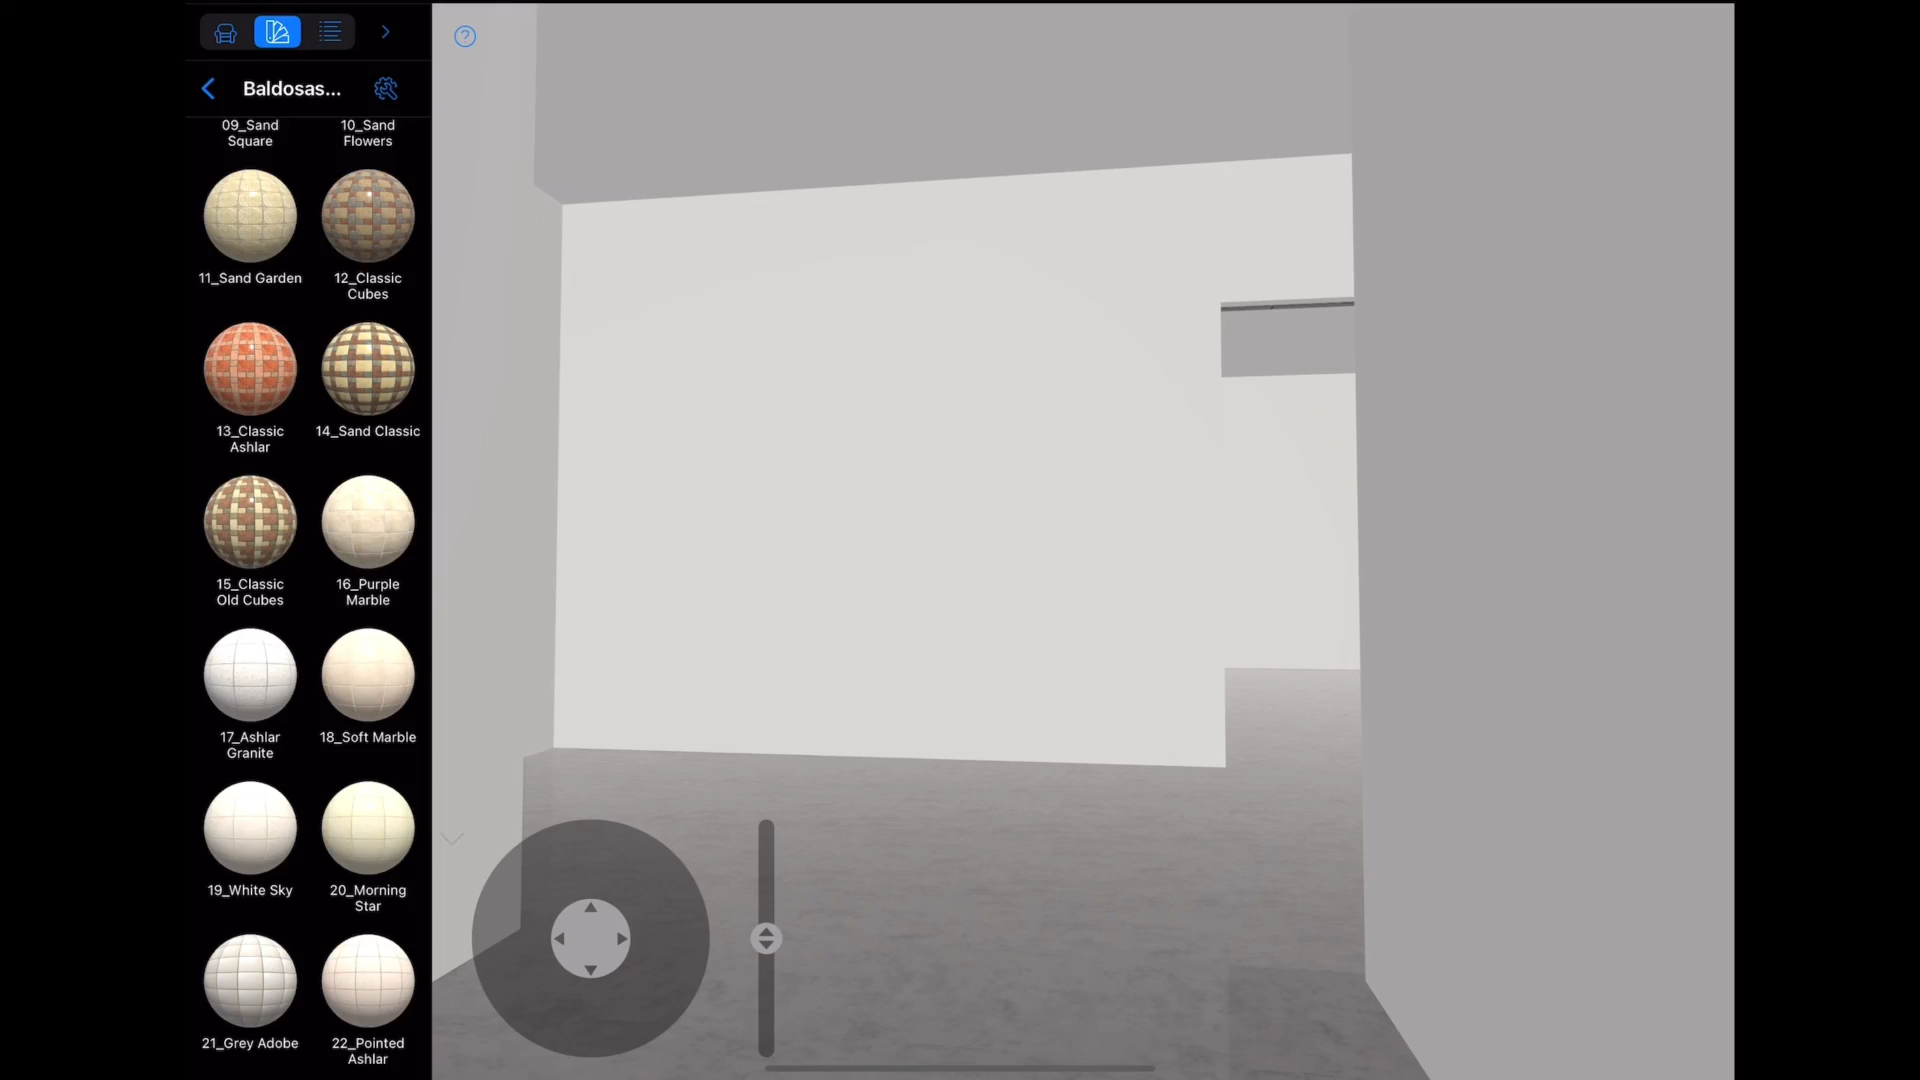 ?
Baldosas...
09_Sand
Square
10_Sand
Flowers
11_Sand Garden
12_Classic
Cubes
13_Classic
Ashlar
14_Sand Classic
15_Classic
Old Cubes
16_Purple
Marble
17_Ashlar
Granite
18_Soft Marble
19_White Sky
20_Morning
Star
21_Grey Adobe
22_Pointed
Ashlar